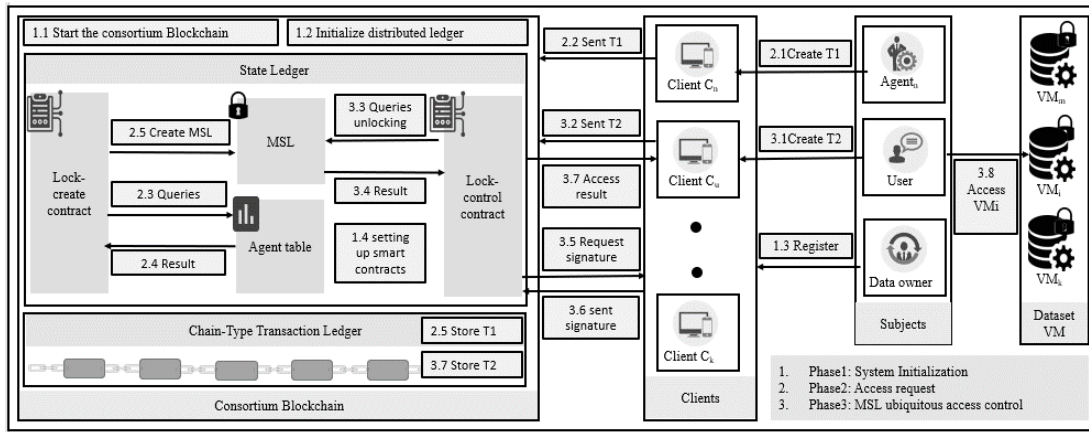 1.1 Start the consortium Blockchain
1.2 Initialize distributed ledger
State Ledger
Lock-
create
contract
2.5 Create MSL
MSL
3.3 Queries
unlocking
3.4 Result
Lock-
control
contract
2.3 Queries
2.4 Result
Agent table
1.4 setting
up smart
contracts
Chain-Type Transaction Ledger
2.5 Store T1
3.7 Store T2
Consortium Blockchain
2.2 Sent T1
3.2 Sent T2
3.7 Access
result
3.5 Request
signature
3.6 sent
signature
Client Cn
Client Cu
Client Ck
Clients
2.1Create T1
3.1Create T2
1.3 Register
Agentn
User
Data owner
Subjects
3.8
Access
VMi
VMm
VMi
VMk
Dataset
VM
1. Phase1: System Initialization
2. Phase2: Access request
3. Phase3: MSL ubiquitous access control